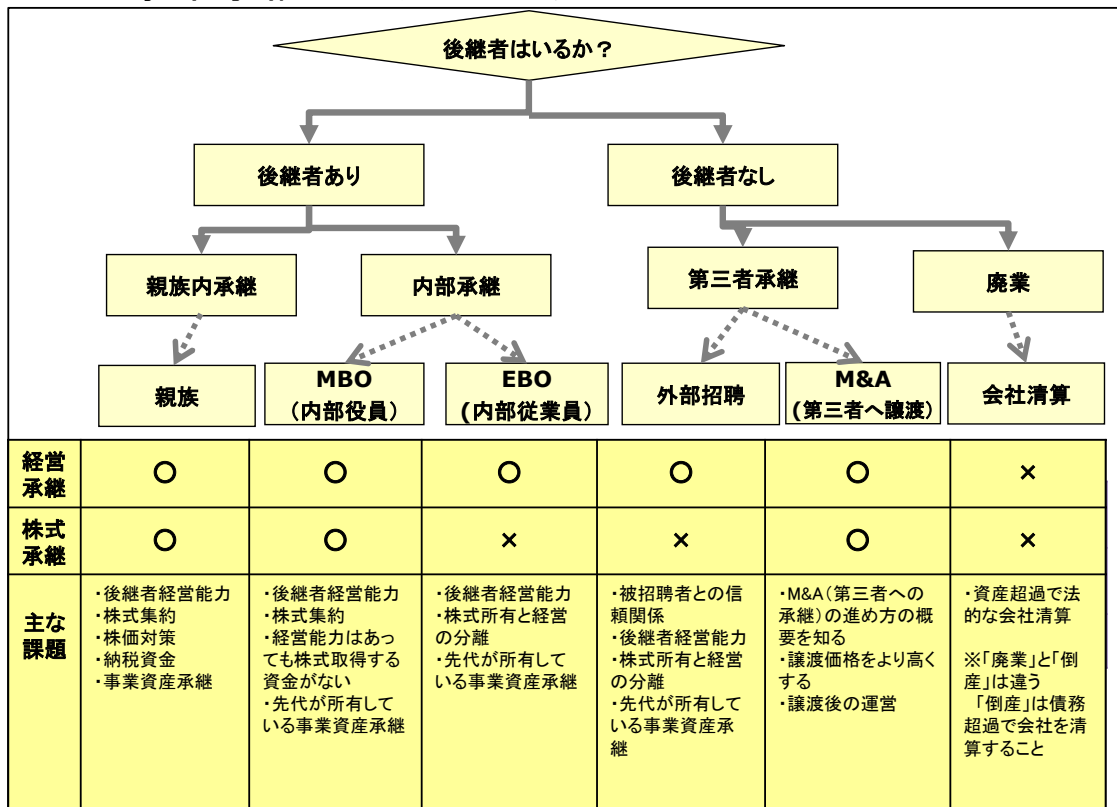 後継者はいるか？
後継者あり
後継者なし
親族内承継
内部承継
第三者承継
廃業
親族
MBO
（内部役員）
EBO
(内部従業員)
外部招聘
M&A
(第三者へ譲渡)
会社清算
経営
承継
○
○
○
○
○
×
株式
承継
○
○
×
×
○
×
主な
課題
・後継者経営能力
・株式集約
・株価対策
・納税資金
・事業資産承継
・後継者経営能力
・株式集約
・経営能力はあっ
ても株式取得する
資金がない
・先代が所有して
いる事業資産承継
・後継者経営能力
・株式所有と経営
の分離
・先代が所有して
いる事業資産承継
・被招聘者との信
頼関係
・後継者経営能力
・株式所有と経営
の分離
・先代が所有して
いる事業資産承
継
・M&A（第三者への
承継）の進め方の概
要を知る
・譲渡価格をより高く
する
・譲渡後の運営
・資産超過で法
的な会社清算
※「廃業」と「倒
産」は違う
「倒産」は債務
超過で会社を清
算すること